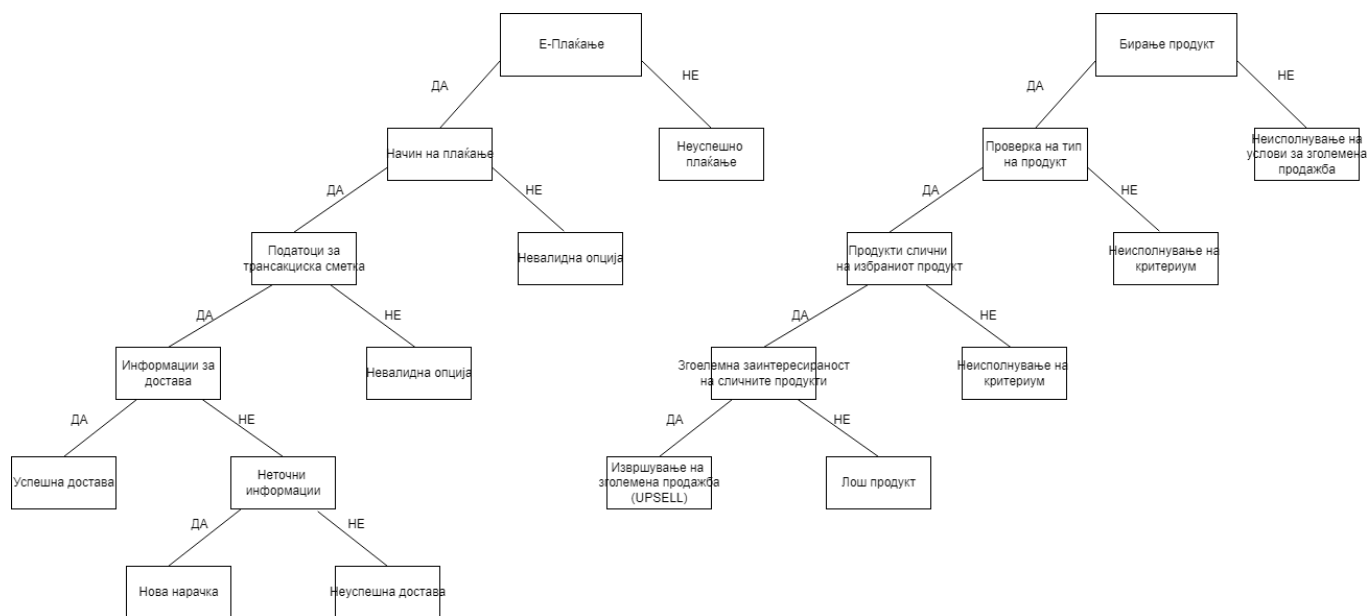 Е-Плаќање
ДА
НЕ
Начин на плаќање
Неуспешно
плаќање
ДА
НЕ
Податоци за
трансакциска сметка
Невалидна опција
ДА
НЕ
Информации за
достава
Невалидна опција
ДА
НЕ
Успешна достава
Неточни
информации
ДА
НЕ
Нова нарачка
Неуспешна достава
Бирање продукт
ДА
НЕ
Проверка на тип
на продукт
Неисполнување на
услови за зголемена
продажба
ДА
НЕ
Продукти слични
на избраниот продукт
Неисполнување на
критериум
ДА
НЕ
Згоелемна заинтересираност
на сличните продукти
Неисполнување на
критериум
ДА
НЕ
Извршување на
зголемена продажба
(UPSELL)
Лош продукт